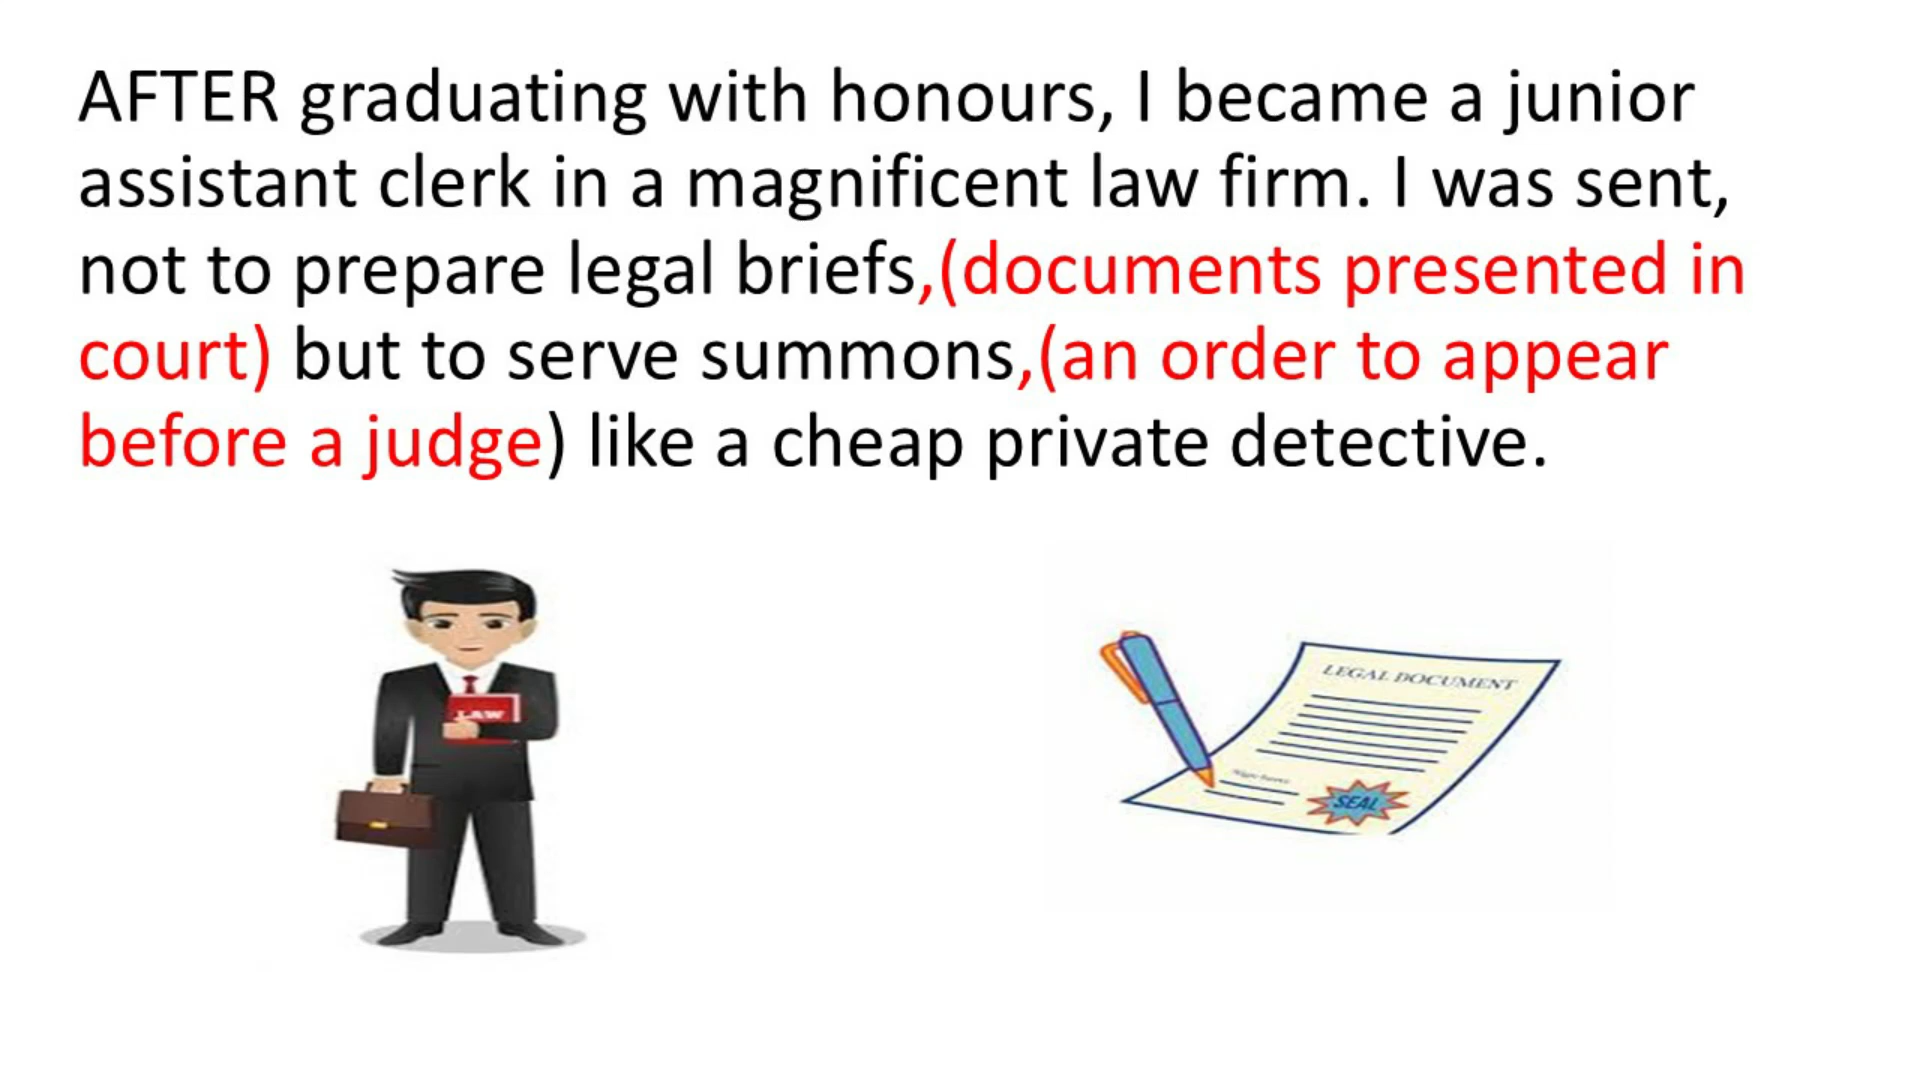 AFTER graduating with honours, I became a junior
assistant clerk in a magnificent law firm. I was sent,
not to prepare legal briefs,(documents presented in
court) but to serve summons,(an order to appear
before a judge) like a cheap private detective.
LAW
LEGAL DOCUMENT
SEAL